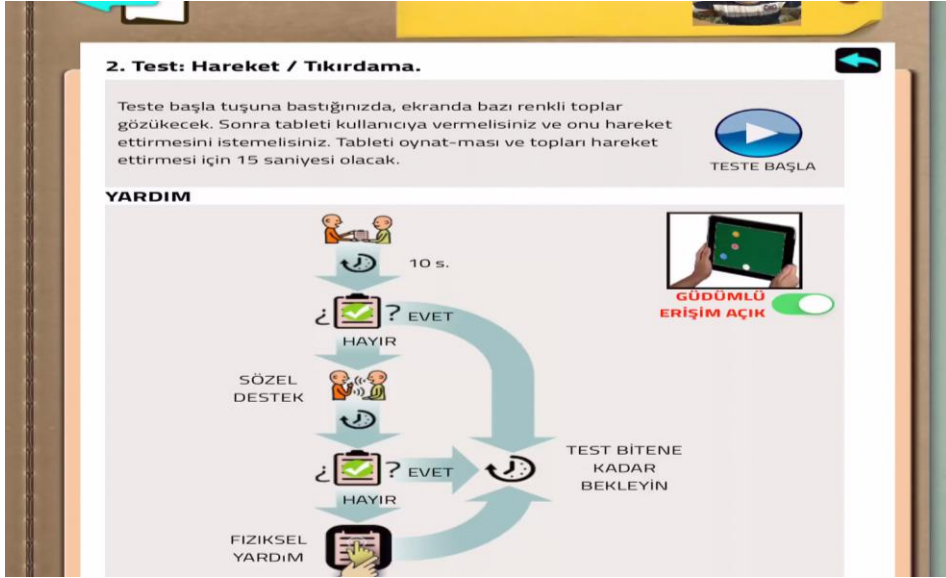 2. Test: Hareket / Tıkırdama.
Teste başla tuşuna bastığınızda, ekranda bazı renkli toplar
gözükecek. Sonra tableti kullanıcıya vermelisiniz ve onu hareket
ettirmesini istemelisiniz. Tableti oynat-ması ve topları hareket
ettirmesi için 15 saniyesi olacak.
TESTE BAŞLA
YARDIM
10 s.
GÜDÜMLÜ
ERİŞİM AÇIK
¿ ? EVET
HAYIR
SÖZEL
DESTEK
¿ ? EVET
HAYIR
TEST BİTENE
KADAR
BEKLEYİN
FIZIKSEL
YARDıM